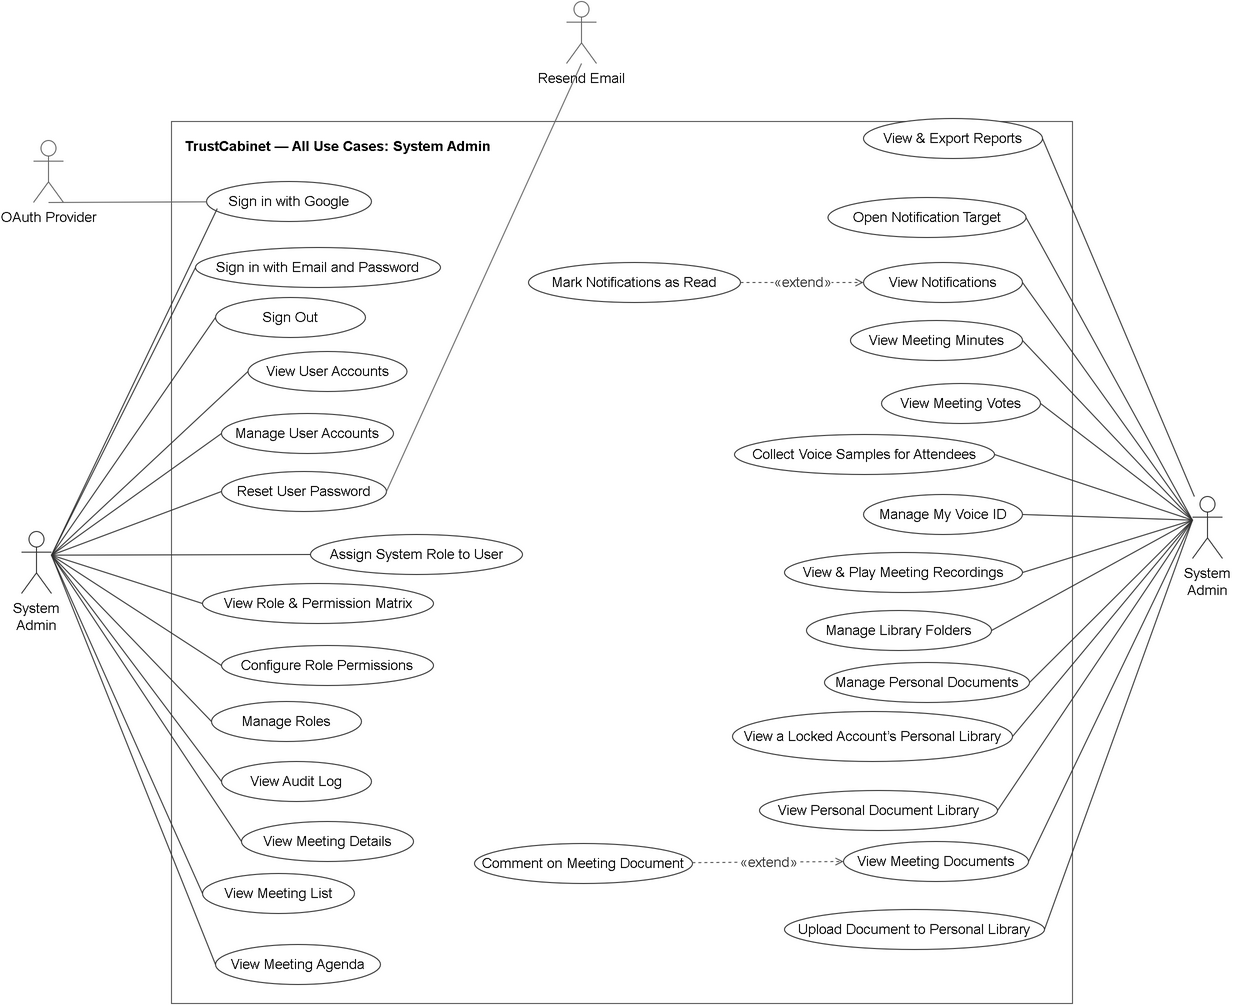 Resend Email
TrustCabinet — All Use Cases: System Admin
OAuth Provider
Sign in with Google
Sign in with Email and Password
Sign Out
View User Accounts
Manage User Accounts
Reset User Password
Assign System Role to User
View Role & Permission Matrix
Configure Role Permissions
Manage Roles
View Audit Log
View Meeting Details
View Meeting List
View Meeting Agenda
System
Admin
View & Export Reports
Open Notification Target
Mark Notifications as Read
«extend»
View Notifications
View Meeting Minutes
View Meeting Votes
Collect Voice Samples for Attendees
Manage My Voice ID
View & Play Meeting Recordings
Manage Library Folders
Manage Personal Documents
View a Locked Account's Personal Library
View Personal Document Library
Comment on Meeting Document
«extend»
View Meeting Documents
Upload Document to Personal Library
System
Admin